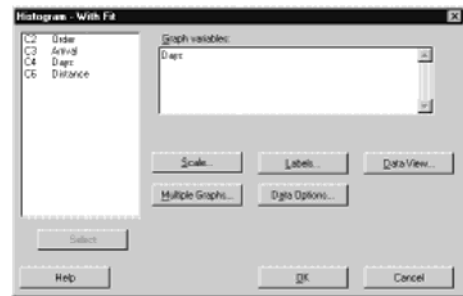 Histogram - With Fit
C2 Order
C3 Arrival
C4 Days
C6 Distance
Graph variables:
Days
Scale...
Labels...
Data View...
Multiple Graphs...
Data Options...
Select
Help
OK
Cancel